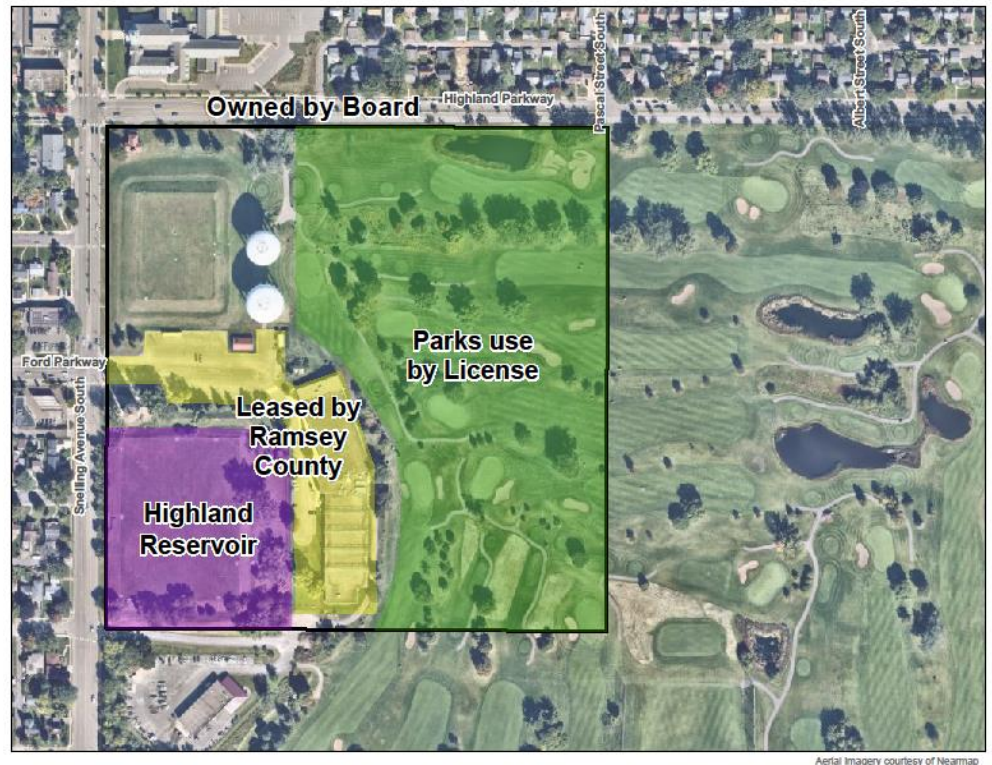 Owned by Board
Highland Parkway
Pascal Street South
Albert Street South
Parks use
by License
Ford Parkway
Leased by
Ramsey
County
Snelling Avenue South
Highland
Reservoir
Aerial Imagery courtesy of Nearmap